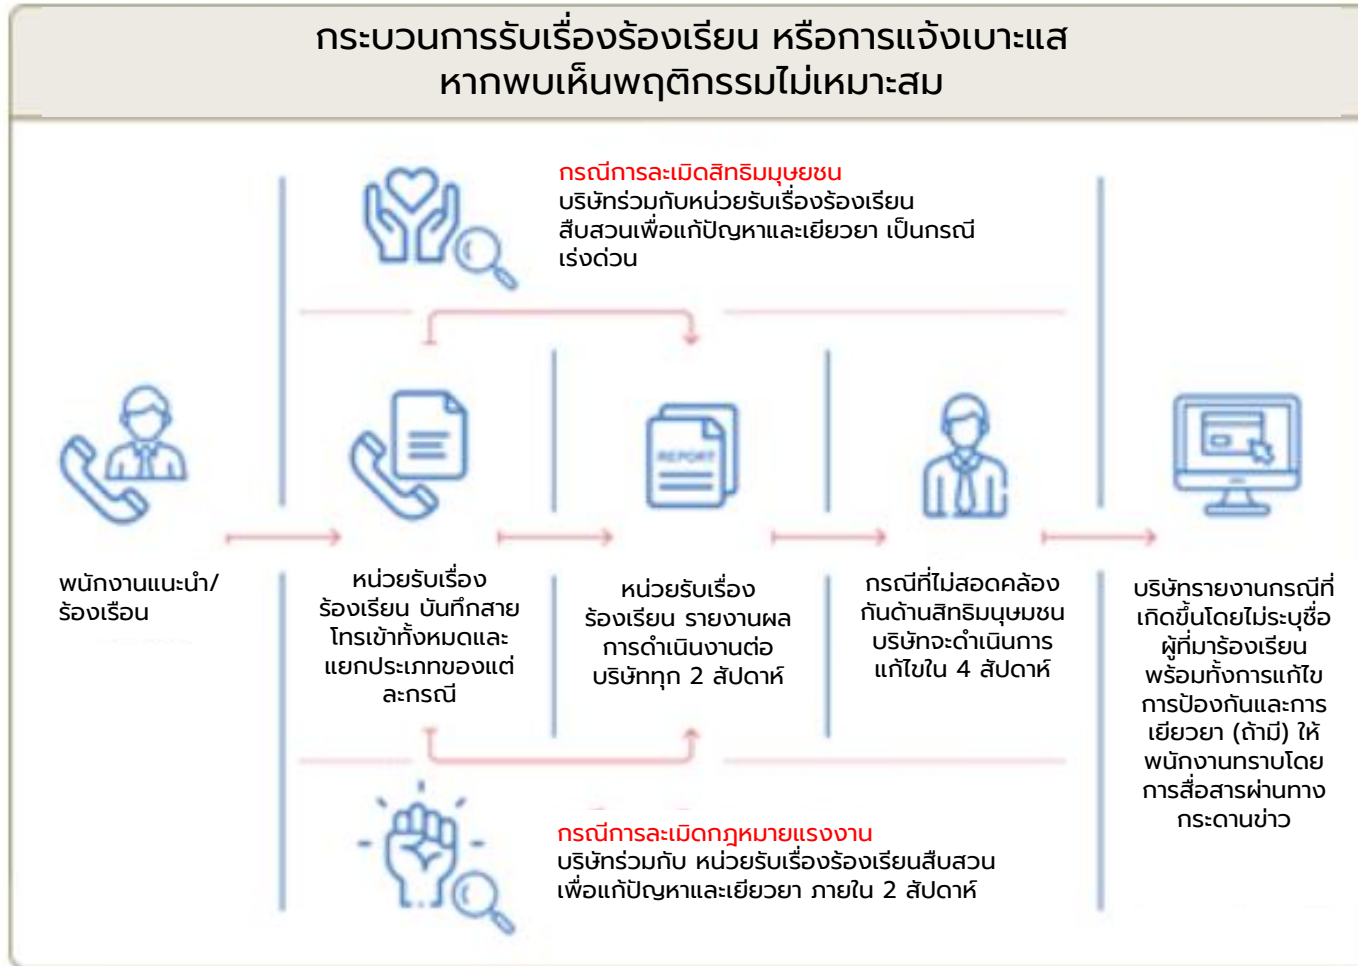 กระบวนการรับเรื่องร้องเรียน หรือการแจ้งเบาะแส
หากพบเห็นพฤติกรรมไม่เหมาะสม
กรณีการละเมิดสิทธิมมุษยชน
บริษัทร่วมกับหน่วยรับเรื่องร้องเรียน
สืบสวนเพื่อแก้ปัญหาและเยียวยา เป็นกรณี
เร่งด่วน
พนักงานแนะนำ/
ร้องเรือน
หน่วยรับเรื่อง
ร้องเรียน บันทึกสาย
โทรเข้าทั้งหมดและ
แยกประเภทของแต่
ละกรณี
REPORT
หน่วยรับเรื่อง
ร้องเรียน รายงานผล
การดำเนินงานต่อ
บริษัททุก 2 สัปดาห์
กรณีที่ไม่สอดคล้อง
กันด้านสิทธิมนุษมชน
บริษัทจะดำเนินการ
แก้ไขใน 4 สัปดาห์
บริษัทรายงานกรณีที่
เกิดขึ้นโดยไม่ระบุชื่อ
ผู้ที่มาร้องเรียน
พร้อมทั้งการแก้ไข
การป้องกันและการ
เยียวยา (ถ้ามี) ให้
พนักงานทราบโดย
การสื่อสารผ่านทาง
กระดานข่าว
กรณีการละเมิดกฎหมายแรงงาน
บริษัทร่วมกับ หน่วยรับเรื่องร้องเรียนสืบสวน
เพื่อแก้ปัญหาและเยียวยา ภายใน 2 สัปดาห์